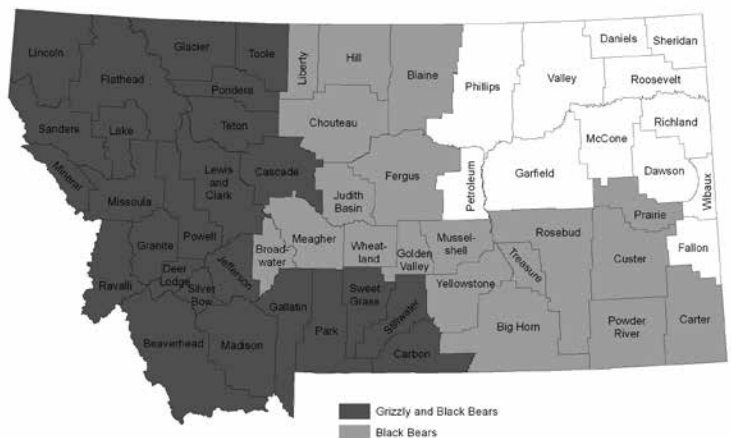 Lincoln
Glacier
Toole
Liberty
Hill
Blaine
Phillips
Valley
Daniels
Sheridan
Roosevelt
Flathead
Pondera
Teton
Chouteau
Sanders
Lake
Mineral
Missoula
Lewis
and
Clark
Cascade
Judith
Basin
Fergus
Petroleum
Garfield
McCone
Richland
Dawson
Wibaux
Prairie
Fallon
Powell
Granite
Deer
Lodge
Silver
Bow
Jefferson
Broad-
water
Meagher
Wheat-
land
Golden
Valley
Mussel-
shell
Rosebud
Treasure
Custer
Ravalli
Gallatin
Park
Sweet
Grass
Stillwater
Yellowstone
Big Horn
Powder
River
Carter
Beaverhead
Madison
Carbon
Grizzly and Black Bears
Black Bears